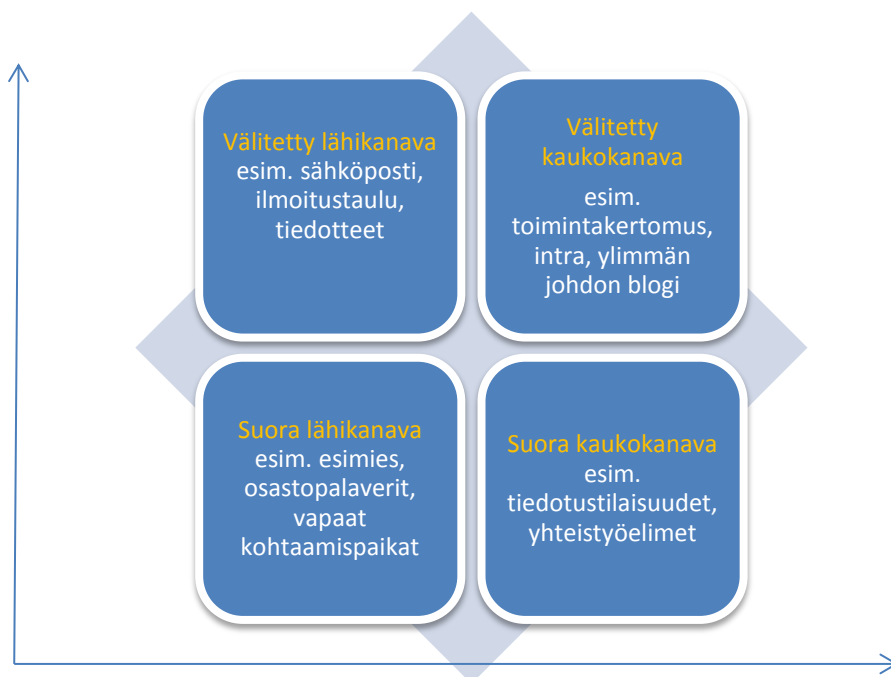 Välitetty lähikanava
esim. sähköposti,
ilmoitustaulu,
tiedotteet
Välitetty
kaukokanava
esim.
toimintakertomus,
intra, ylimmän
johdon blogi
Suora lähikanava
esim. esimies,
osastopalaverit,
vapaat
kohtaamispaikat
Suora kaukokanava
esim.
tiedotustilaisuudet,
yhteistyöelimet